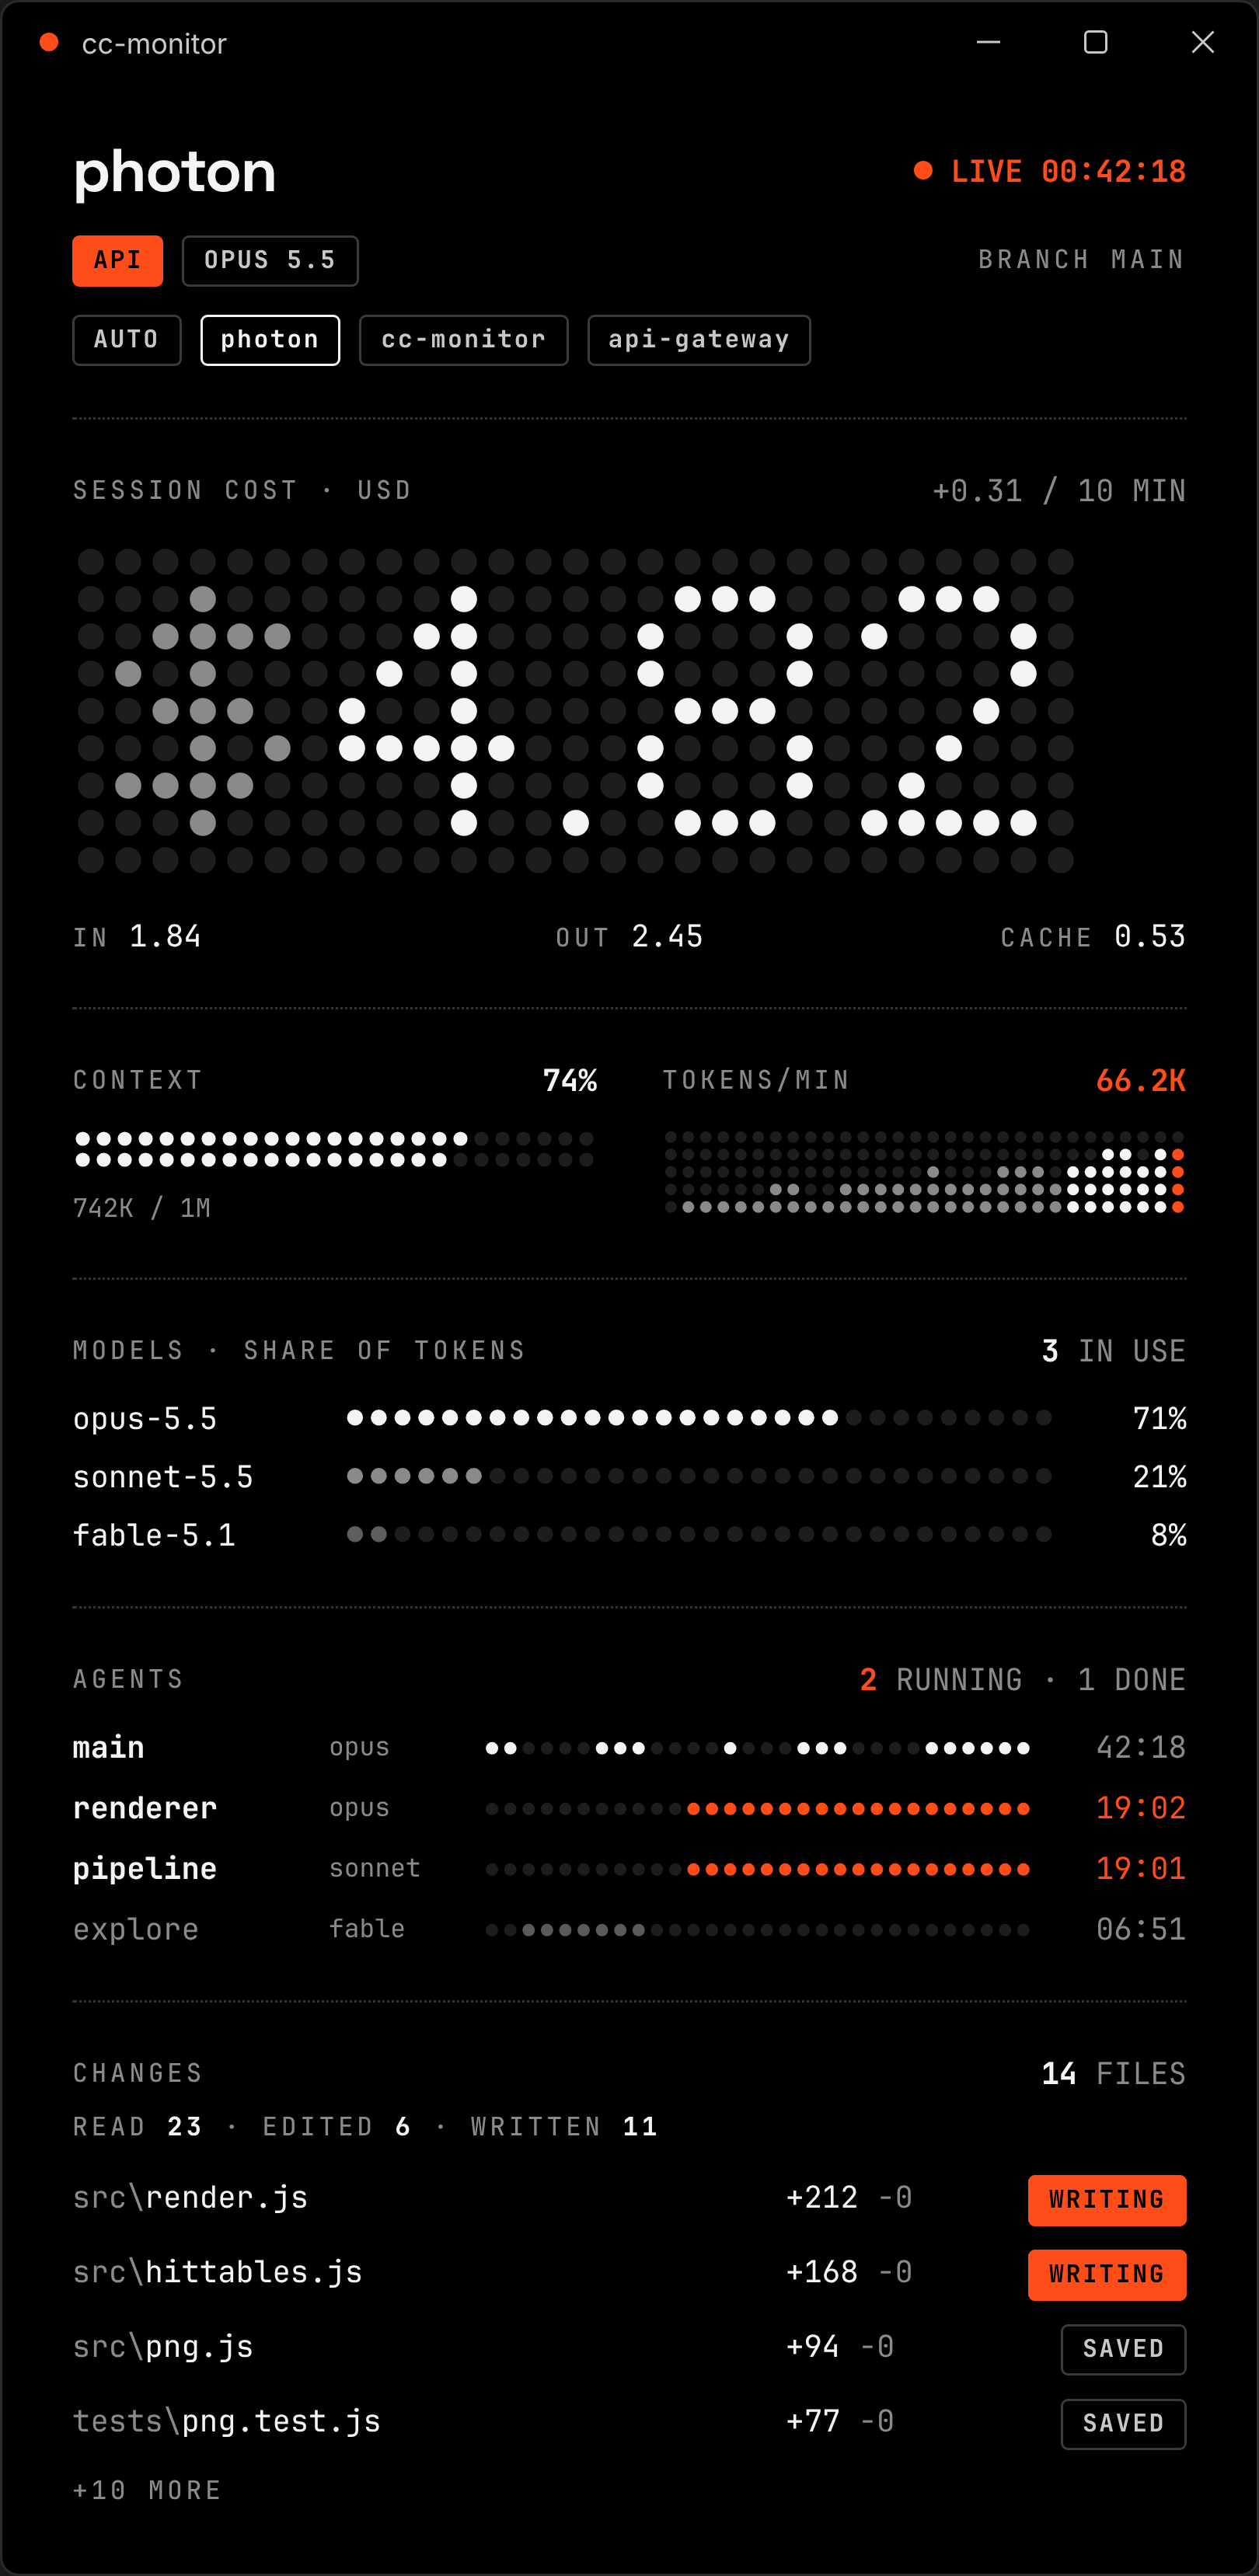 cc-monitor
photon
LIVE 00:42:18
API OPUS 5.5 BRANCH MAIN
AUTO photon cc-monitor api-gateway
SESSION COST · USD +0.31 / 10 MIN
$4.82
IN 1.84 OUT 2.45 CACHE 0.53
CONTEXT 74% TOKENS/MIN 66.2K
742K / 1M
MODELS · SHARE OF TOKENS 3 IN USE
opus-5.5 71%
sonnet-5.5 21%
fable-5.1 8%
AGENTS 2 RUNNING · 1 DONE
main opus 42:18
renderer opus 19:02
pipeline sonnet 19:01
explore fable 06:51
CHANGES 14 FILES
READ 23 · EDITED 6 · WRITTEN 11
src\render.js +212 -0 WRITING
src\hittables.js +168 -0 WRITING
src\png.js +94 -0 SAVED
tests\png.test.js +77 -0 SAVED
+10 MORE